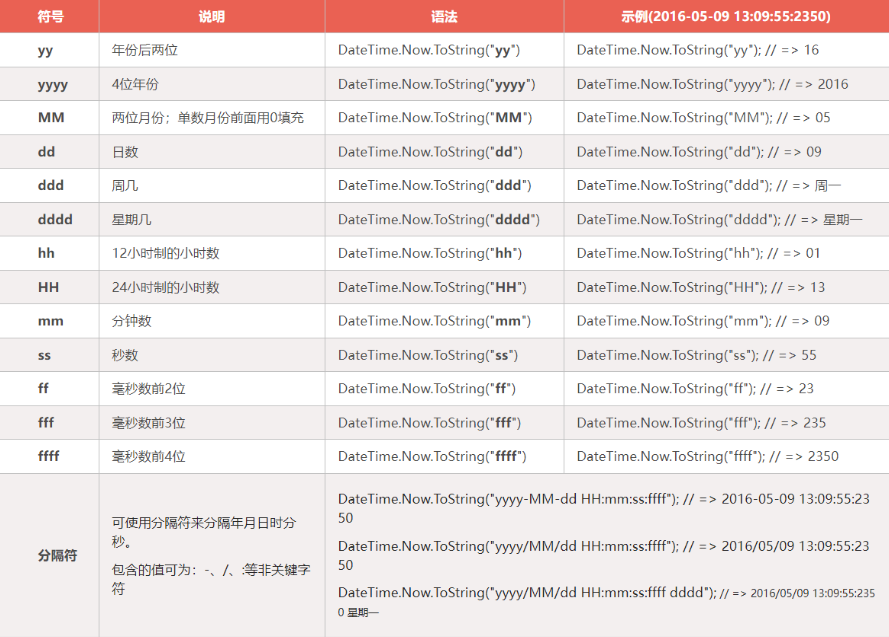 符号 说明 语法 示例(2016-05-09 13:09:55:2350)
yy 年份后两位 DateTime.Now.ToString("yy") DateTime.Now.ToString("yy"); // => 16
yyyy 4位年份 DateTime.Now.ToString("yyyy") DateTime.Now.ToString("yyyy"); // => 2016
MM 两位月份；单数月份前面用0填充 DateTime.Now.ToString("MM") DateTime.Now.ToString("MM"); // => 05
dd 日数 DateTime.Now.ToString("dd") DateTime.Now.ToString("dd"); // => 09
ddd 周几 DateTime.Now.ToString("ddd") DateTime.Now.ToString("ddd"); // => 周一
dddd 星期几 DateTime.Now.ToString("dddd") DateTime.Now.ToString("dddd"); // => 星期一
hh 12小时制的小时数 DateTime.Now.ToString("hh") DateTime.Now.ToString("hh"); // => 01
HH 24小时制的小时数 DateTime.Now.ToString("HH") DateTime.Now.ToString("HH"); // => 13
mm 分钟数 DateTime.Now.ToString("mm") DateTime.Now.ToString("mm"); // => 09
ss 秒数 DateTime.Now.ToString("ss") DateTime.Now.ToString("ss"); // => 55
ff 毫秒数前2位 DateTime.Now.ToString("ff") DateTime.Now.ToString("ff"); // => 23
fff 毫秒数前3位 DateTime.Now.ToString("fff") DateTime.Now.ToString("fff"); // => 235
ffff 毫秒数前4位 DateTime.Now.ToString("ffff") DateTime.Now.ToString("ffff"); // => 2350
分隔符
可使用分隔符来分隔年月日时分
秒。
包含的值可为：-、/、:等非关键字
符
DateTime.Now.ToString("yyyy-MM-dd HH:mm:ss:ffff"); // => 2016-05-09 13:09:55:23
50
DateTime.Now.ToString("yyyy/MM/dd HH:mm:ss:ffff"); // => 2016/05/09 13:09:55:23
50
DateTime.Now.ToString("yyyy/MM/dd HH:mm:ss:ffff dddd"); // => 2016/05/09 13:09:55:235
0 星期一